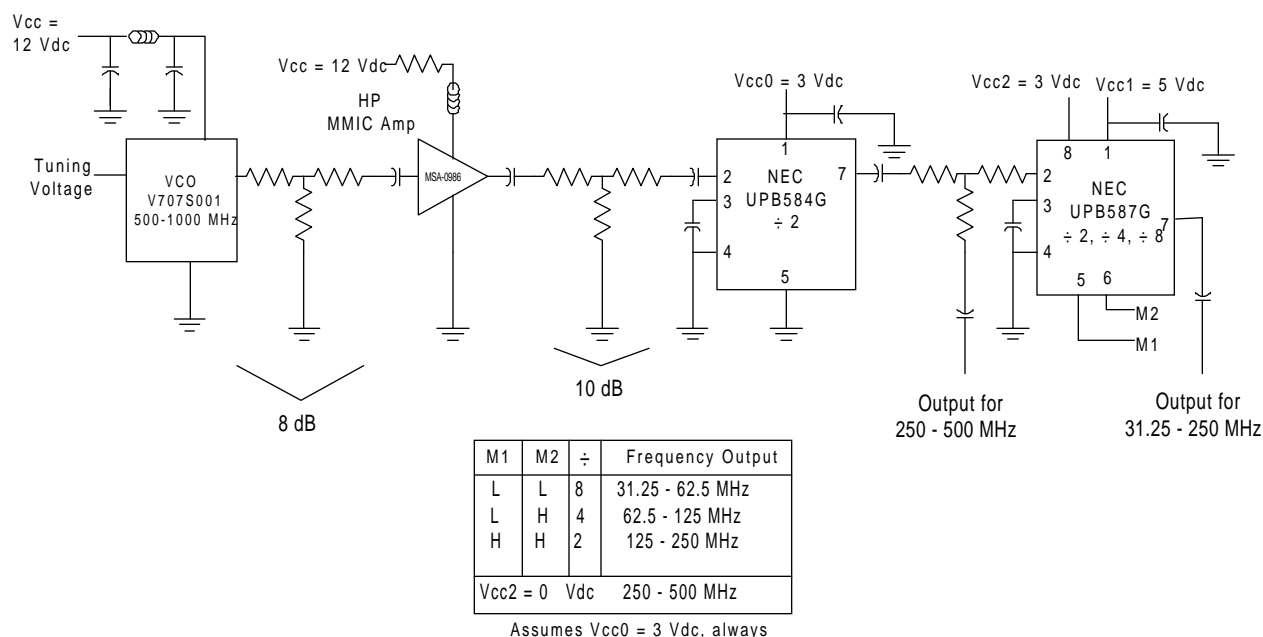 Vcc =
12 Vdc
Vcc = 12 Vdc
HP
MMIC Amp
Vcc0 = 3 Vdc
Vcc2 = 3 Vdc
Vcc1 = 5 Vdc
Tuning
Voltage
VCO
V707S001
500-1000 MHz
MSA-0986
1
2
3
4
5
7
NEC
UPB584G
÷ 2
8
1
2
3
4
5
6
7
NEC
UPB587G
÷ 2, ÷ 4, ÷ 8
M2
M1
8 dB
10 dB
Output for
250 - 500 MHz
Output for
31.25 - 250 MHz
M1 M2 ÷ Frequency Output
L L 8 31.25 - 62.5 MHz
L H 4 62.5 - 125 MHz
H H 2 125 - 250 MHz
Vcc2 = 0 Vdc 250 - 500 MHz
Assumes Vcc0 = 3 Vdc, always